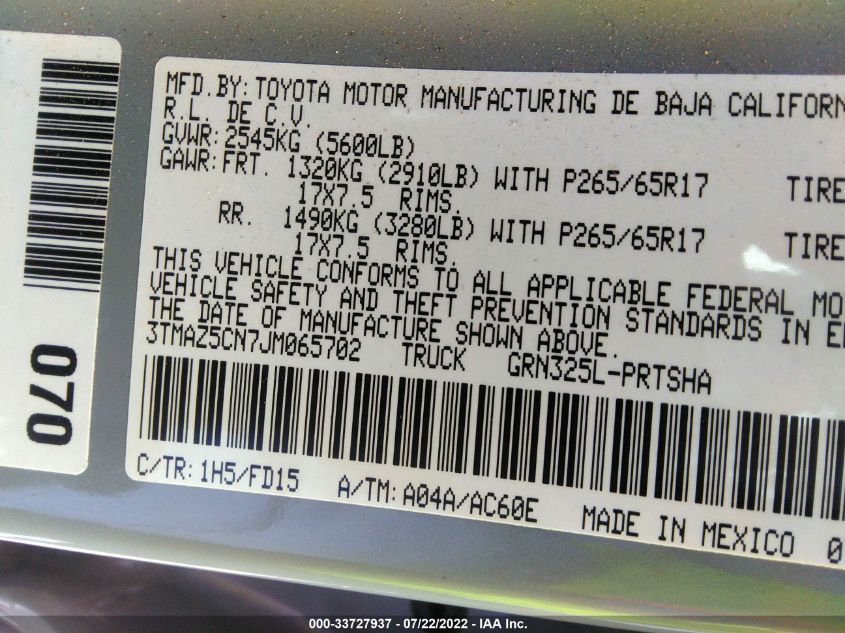 070
MFD. BY: TOYOTA MOTOR MANUFACTURING DE BAJA
R.L. DE C.V.
GVWR: 2545KG (5600LB)
GAWR: FRT. 1320KG (2910LB) WITH P265/65R17 TIRE
17X7.5 RIMS.
RR. 1490KG (3280LB) WITH P265/65R17 TIRE
17X7.5 RIMS.
THIS VEHICLE CONFORMS TO ALL APPLICABLE FEDERAL MO
VEHICLE SAFETY AND THEFT PREVENTION STANDARDS IN
THE DATE OF MANUFACTURE SHOWN ABOVE.
3TMAZ5CN7JM065702 TRUCK GRN325L-PRTSHA
C/TR: 1H5/FD15 A/TM: A04A/AC60E MADE IN MEXICO
000-33727937 - 07/22/2022 - IAA Inc.